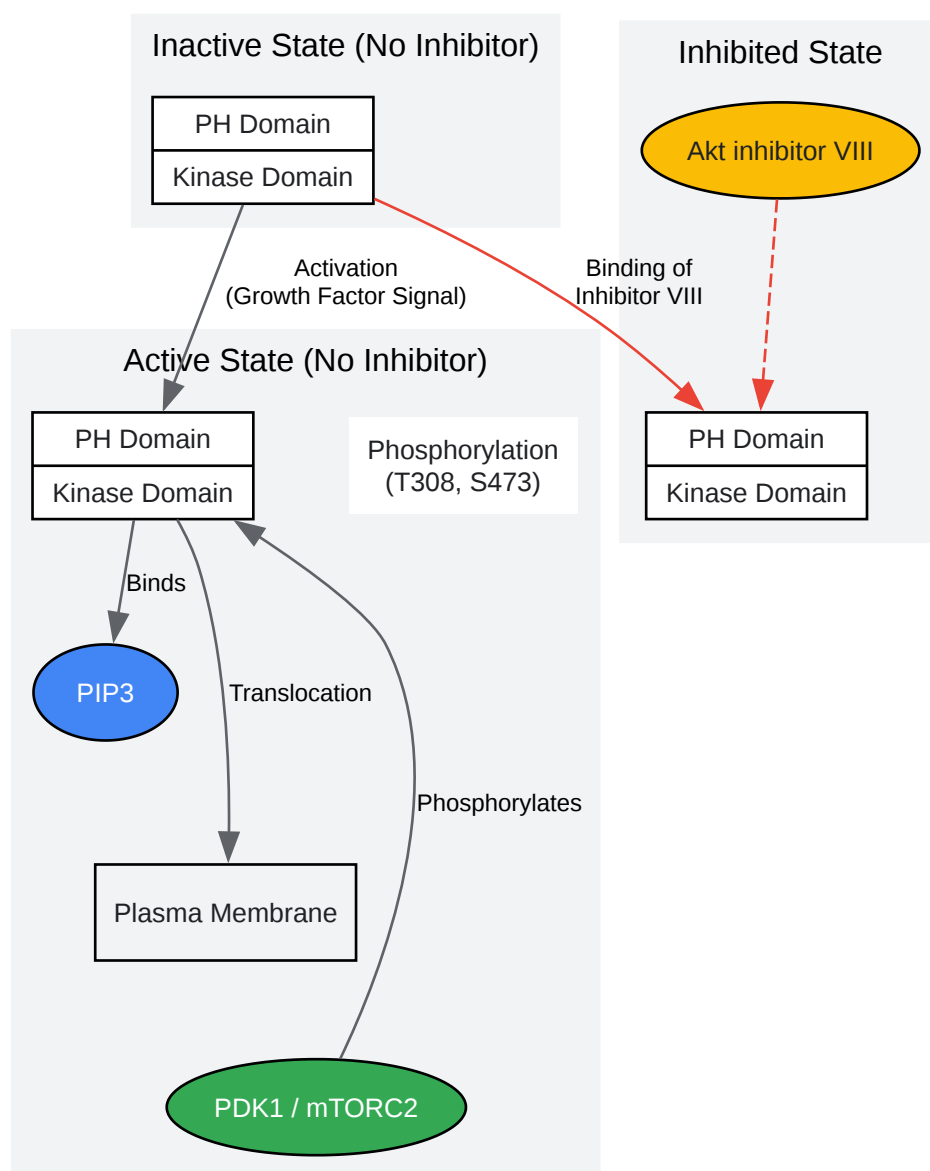 Inactive State (No Inhibitor)
PH Domain
Kinase Domain
Inhibited State
Akt inhibitor VIII
Activation
(Growth Factor Signal)
Binding of
Inhibitor VIII
Active State (No Inhibitor)
PH Domain
Kinase Domain
Phosphorylation
(T308, S473)
PH Domain
Kinase Domain
Binds
PIP3
Translocation
Phosphorylates
Plasma Membrane
PDK1 / mTORC2